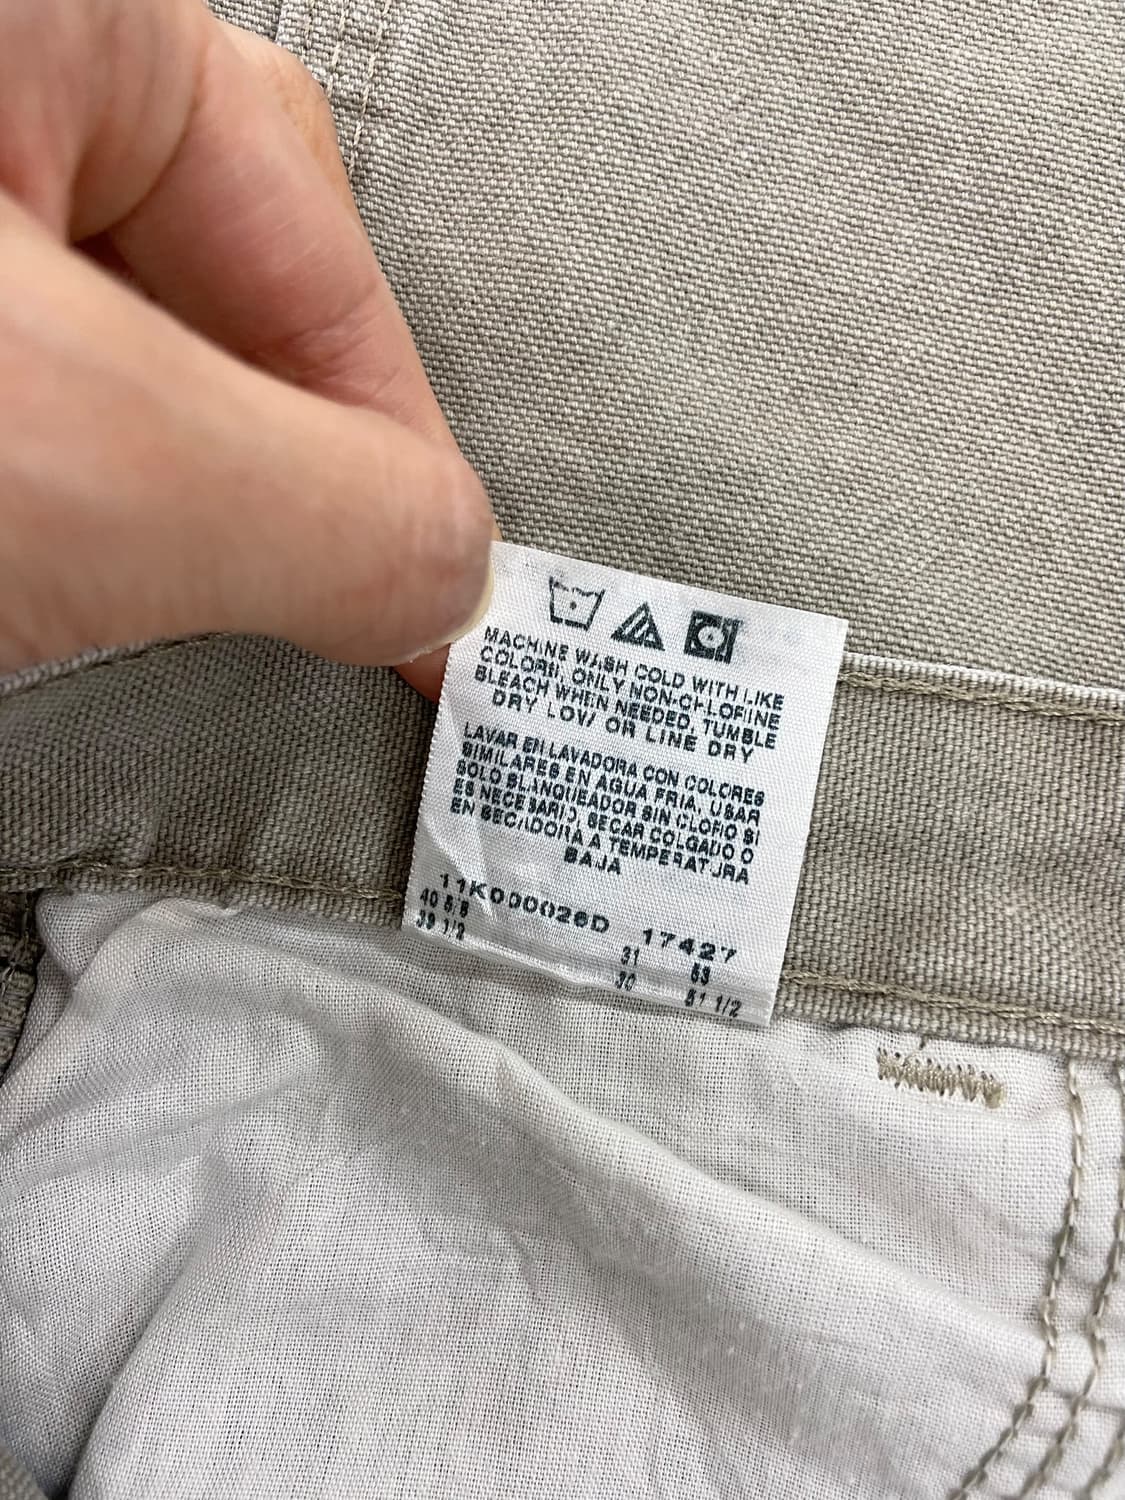 MACHINE WASH COLD WITH LIKE
COLORS, ONLY NON-CHLORINE
BLEACH WHEN NEEDED, TUMBLE
DRY LOW OR LINE DRY
LAVAR EN LAVADORA CON COLORES
SIMILARES EN AGUA FRIA, USAR
SOLO BLANQUEADOR SIN CLORO SI
ES NECESARIO, SECAR COLGADO O
EN SECADORA A TEMPERATURA
BAJA
11K000026D 17427
40 5/8 31 53
39 1/2 30 51 1/2